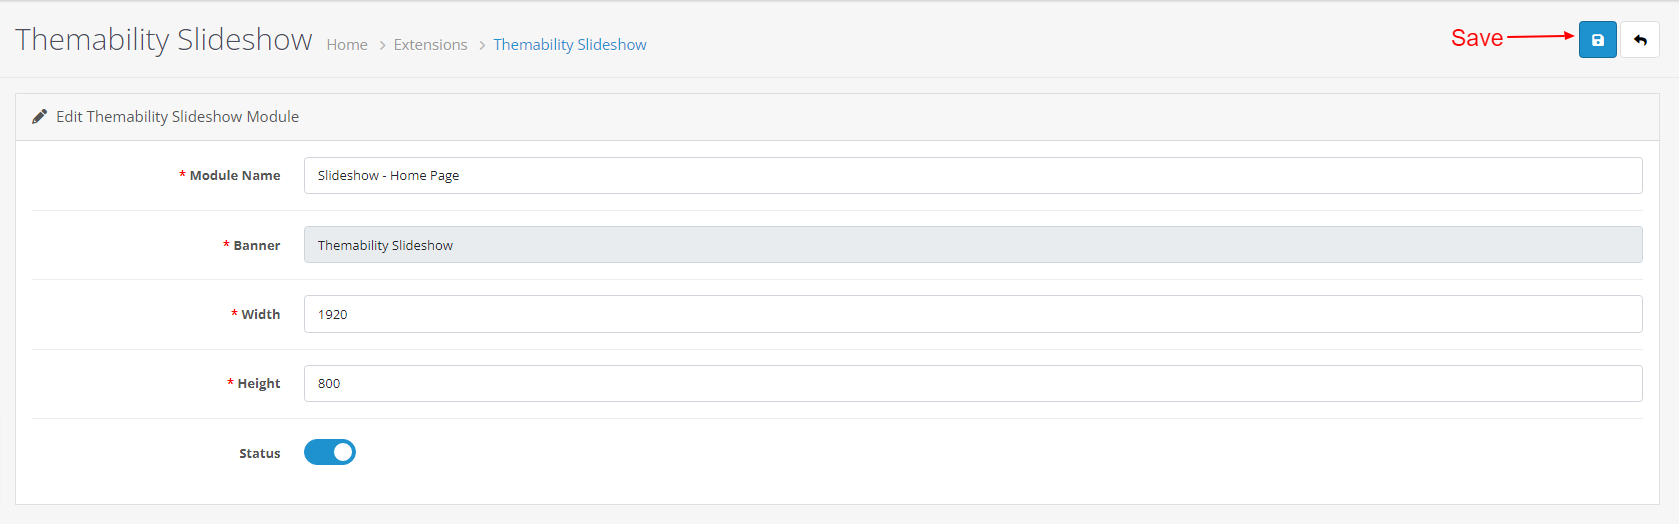 Themability Slideshow Home > Extensions > Themability Slideshow Save
Edit Themability Slideshow Module
* Module Name Slideshow - Home Page
* Banner Themability Slideshow
* Width 1920
* Height 800
Status